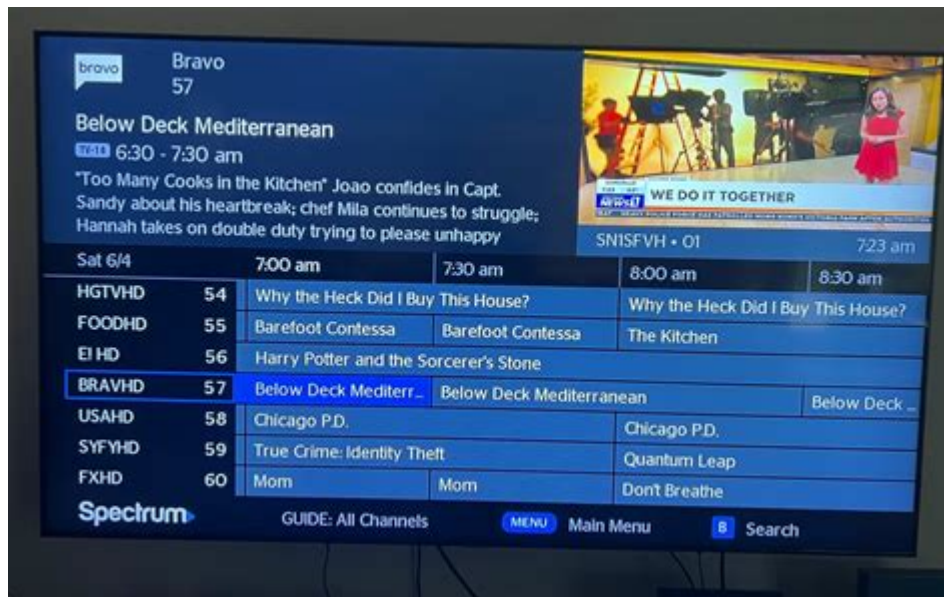 bravo
Bravo
57
Below Deck Mediterranean
TV-14 6:30 - 7:30 am
"Too Many Cooks in the Kitchen" Joao confides in Capt.
Sandy about his heartbreak; chef Mila continues to struggle;
Hannah takes on double duty trying to please unhappy
NEWS
WE DO IT TOGETHER
SN1SFVH • 01
7:23 am
Sat 6/4 7:00 am 7:30 am 8:00 am 8:30 am
HGTVHD 54 Why the Heck Did I Buy This House? Why the Heck Did I Buy This House?
FOODHD 55 Barefoot Contessa Barefoot Contessa The Kitchen
E! HD 56 Harry Potter and the Sorcerer's Stone
BRAVHD 57 Below Deck Mediterr... Below Deck Mediterranean Below Deck ...
USAHD 58 Chicago P.D. Chicago P.D.
SYFYHD 59 True Crime: Identity Theft Quantum Leap
FXHD 60 Mom Mom Don't Breathe
Spectrum GUIDE: All Channels MENU Main Menu B Search